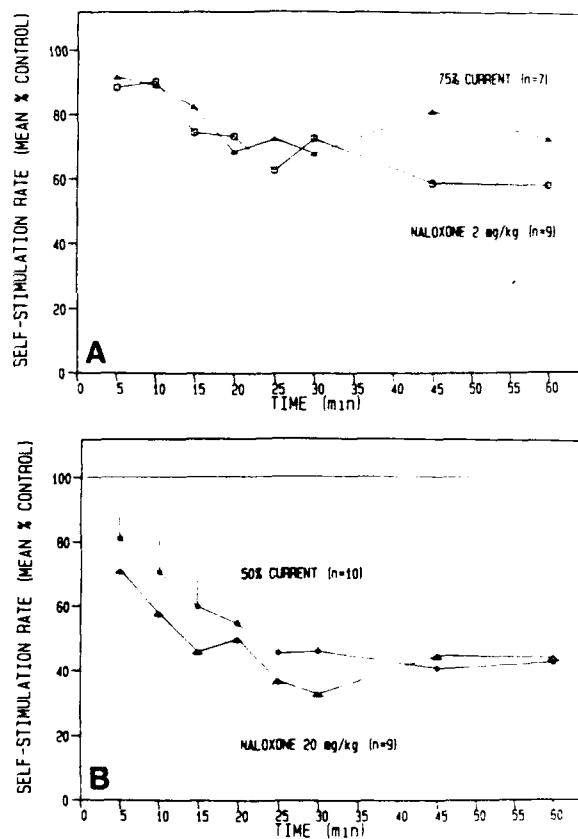 SELF-STIMULATION RATE (MEAN % CONTROL)
100
80
60
40
20
0
75% CURRENT (n=7)
NALOXONE 2 mg/kg (n=9)
A
0 5 10 15 20 25 30 35 40 45 50 55 60
TIME (min)
SELF-STIMULATION RATE (MEAN % CONTROL)
100
80
60
40
20
0
50% CURRENT (n=10)
NALOXONE 20 mg/kg (n=9)
B
0 5 10 15 20 25 30 35 40 45 50 55 60
TIME (min)